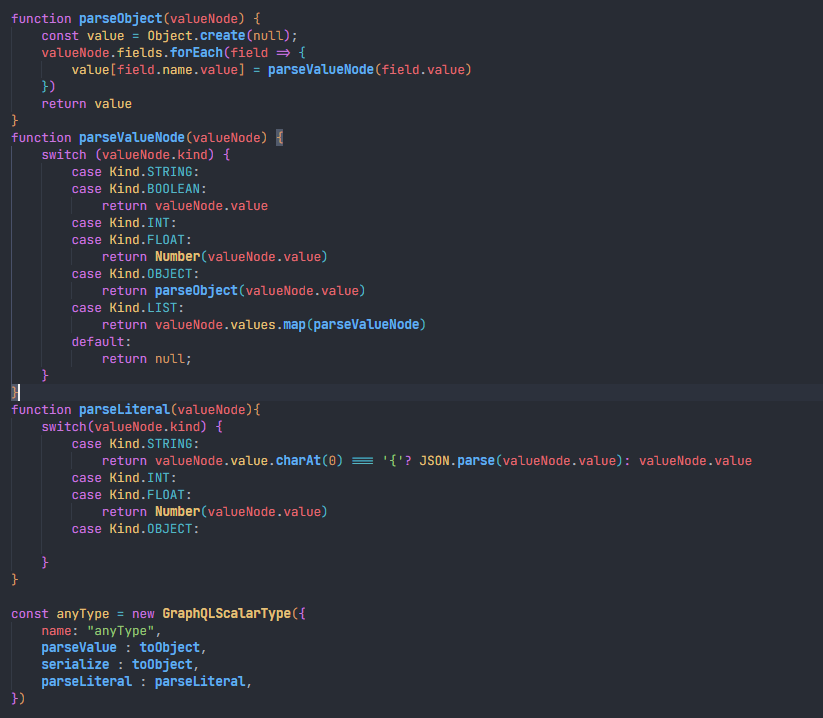 function parseObject(valueNode) {
    const value = Object.create(null);
    valueNode.fields.forEach(field => {
        value[field.name.value] = parseValueNode(field.value)
    })
    return value
}
function parseValueNode(valueNode) {
    switch (valueNode.kind) {
        case Kind.STRING:
        case Kind.BOOLEAN:
            return valueNode.value
        case Kind.INT:
        case Kind.FLOAT:
            return Number(valueNode.value)
        case Kind.OBJECT:
            return parseObject(valueNode.value)
        case Kind.LIST:
            return valueNode.values.map(parseValueNode)
        default:
            return null;
    }
}
function parseLiteral(valueNode){
    switch(valueNode.kind) {
        case Kind.STRING:
            return valueNode.value.charAt(0) === '{'? JSON.parse(valueNode.value): valueNode.value
        case Kind.INT:
        case Kind.FLOAT:
            return Number(valueNode.value)
        case Kind.OBJECT:

    }
}

const anyType = new GraphQLScalarType({
    name: "anyType",
    parseValue : toObject,
    serialize : toObject,
    parseLiteral : parseLiteral,
})